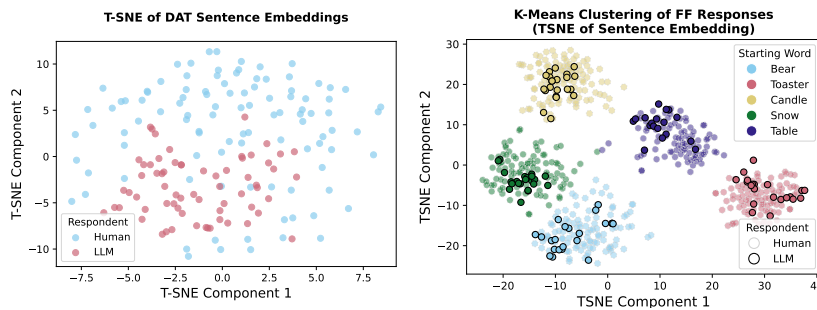 T-SNE of DAT Sentence Embeddings
T-SNE Component 2
10
5
0
−5
−10
Respondent
Human
LLM
−7.5 −5.0 −2.5 0.0 2.5 5.0 7.5
T-SNE Component 1
K-Means Clustering of FF Responses
(TSNE of Sentence Embedding)
TSNE Component 2
30
20
10
0
−10
−20
Starting Word
Bear
Toaster
Candle
Snow
Table
Respondent
Human
LLM
−20 −10 0 10 20 30
TSNE Component 1